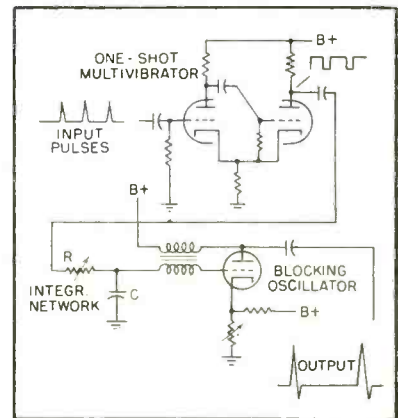 B+
ONE-SHOT
MULTIVIBRATOR
INPUT
PULSES
B+
R
INTEGR.
NETWORK
C
BLOCKING
OSCILLATOR
B+
OUTPUT